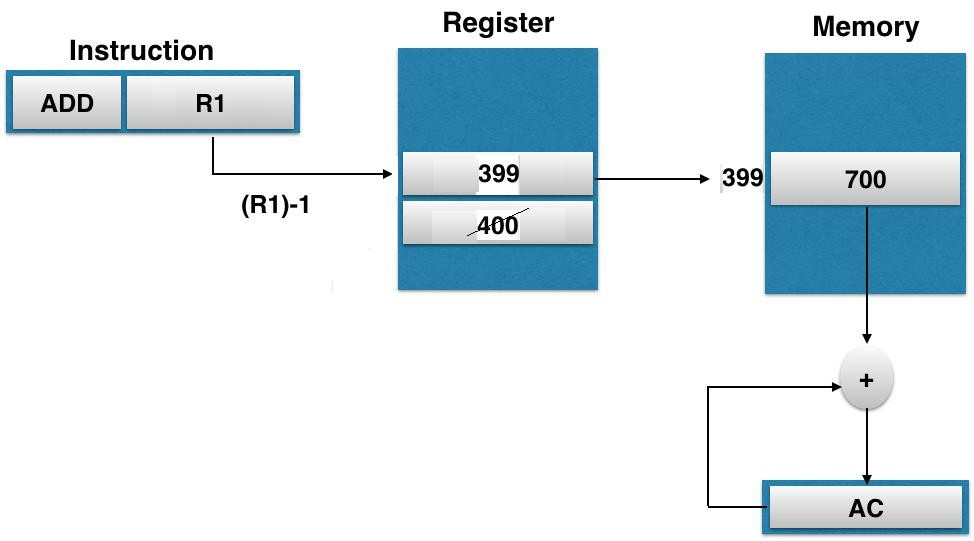 Instruction
ADD
R1
(R1)-1
Register
399
400
Memory
399
700
+
AC